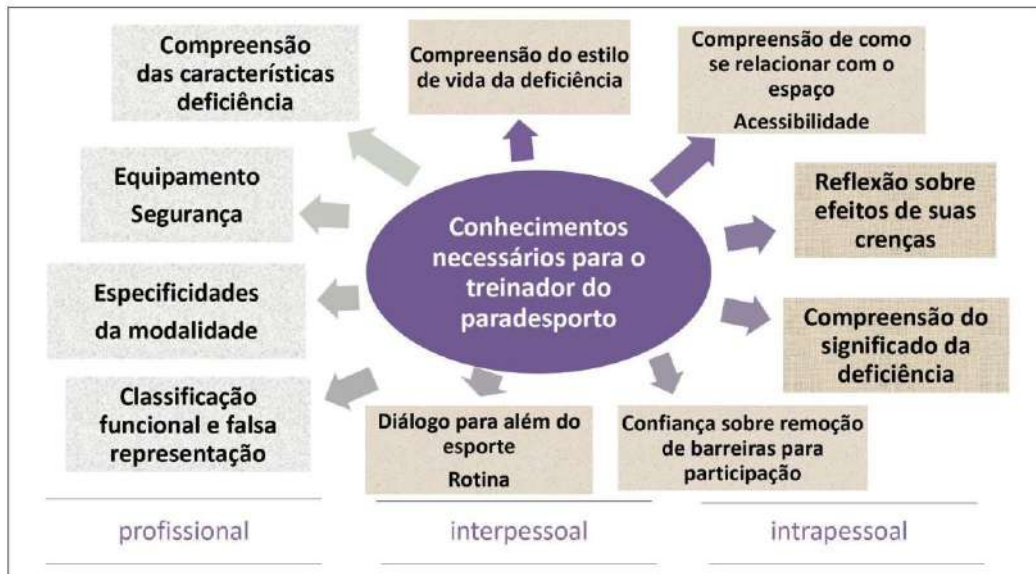 Compreensão
das características
deficiência
Compreensão do estilo
de vida da deficiência
Compreensão de como
se relacionar com o
espaço
Acessibilidade
Equipamento
Segurança
Conhecimentos
necessários para o
treinador do
paradesporto
Reflexão sobre
efeitos de suas
crenças
Especificidades
da modalidade
Compreensão do
significado da
deficiência
Classificação
funcional e falsa
representação
Diálogo para além do
esporte
Rotina
Confiança sobre remoção
de barreiras para
participação
profissional
interpessoal
intrapessoal